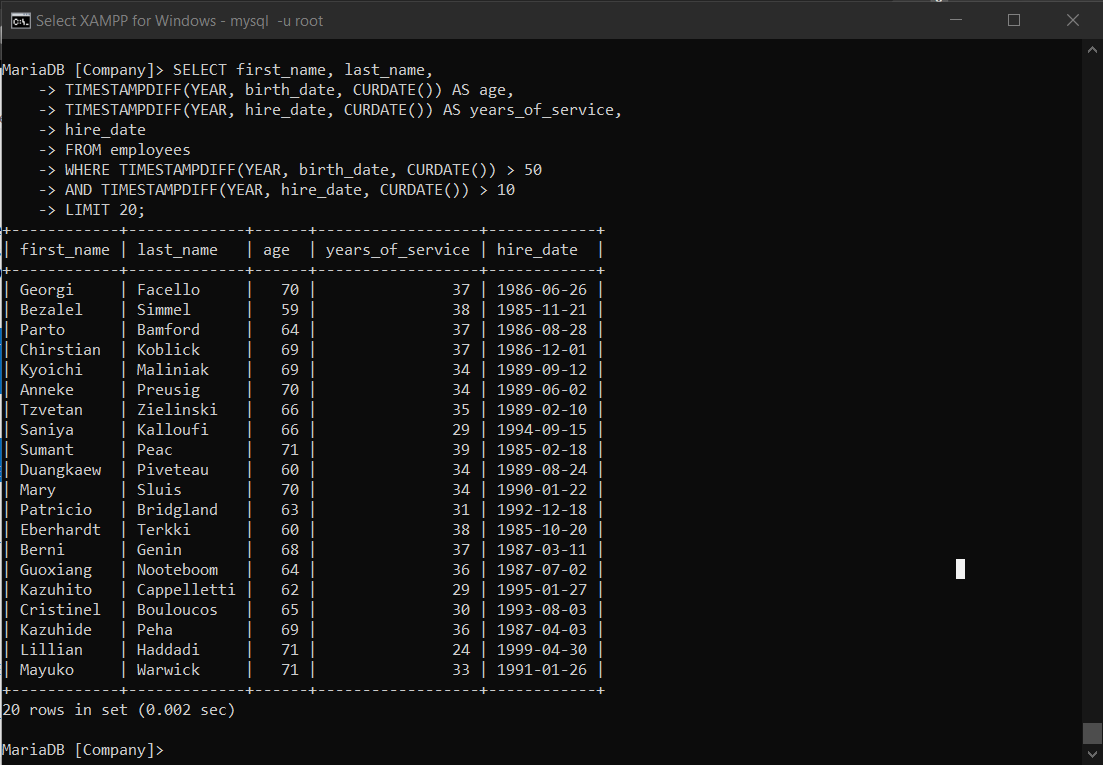 Select XAMPP for Windows - mysql  -u root
MariaDB [Company]> SELECT first_name, last_name,
    -> TIMESTAMPDIFF(YEAR, birth_date, CURDATE()) AS age,
    -> TIMESTAMPDIFF(YEAR, hire_date, CURDATE()) AS years_of_service,
    -> hire_date
    -> FROM employees
    -> WHERE TIMESTAMPDIFF(YEAR, birth_date, CURDATE()) > 50
    -> AND TIMESTAMPDIFF(YEAR, hire_date, CURDATE()) > 10
    -> LIMIT 20;
+------------+-------------+------+------------------+------------+
| first_name | last_name   | age  | years_of_service | hire_date  |
+------------+-------------+------+------------------+------------+
| Georgi     | Facello     |   70 |               37 | 1986-06-26 |
| Bezalel    | Simmel      |   59 |               38 | 1985-11-21 |
| Parto      | Bamford     |   64 |               37 | 1986-08-28 |
| Chirstian  | Koblick     |   69 |               37 | 1986-12-01 |
| Kyoichi    | Maliniak    |   69 |               34 | 1989-09-12 |
| Anneke     | Preusig     |   70 |               34 | 1989-06-02 |
| Tzvetan    | Zielinski   |   66 |               35 | 1989-02-10 |
| Saniya     | Kalloufi    |   66 |               29 | 1994-09-15 |
| Sumant     | Peac        |   71 |               39 | 1985-02-18 |
| Duangkaew  | Piveteau    |   60 |               34 | 1989-08-24 |
| Mary       | Sluis       |   70 |               34 | 1990-01-22 |
| Patricio   | Bridgland   |   63 |               31 | 1992-12-18 |
| Eberhardt  | Terkki      |   60 |               38 | 1985-10-20 |
| Berni      | Genin       |   68 |               37 | 1987-03-11 |
| Guoxiang   | Nooteboom   |   64 |               36 | 1987-07-02 |
| Kazuhito   | Cappelletti |   62 |               29 | 1995-01-27 |
| Cristinel  | Bouloucos   |   65 |               30 | 1993-08-03 |
| Kazuhide   | Peha        |   69 |               36 | 1987-04-03 |
| Lillian    | Haddadi     |   71 |               24 | 1999-04-30 |
| Mayuko     | Warwick     |   71 |               33 | 1991-01-26 |
+------------+-------------+------+------------------+------------+
20 rows in set (0.002 sec)
MariaDB [Company]>